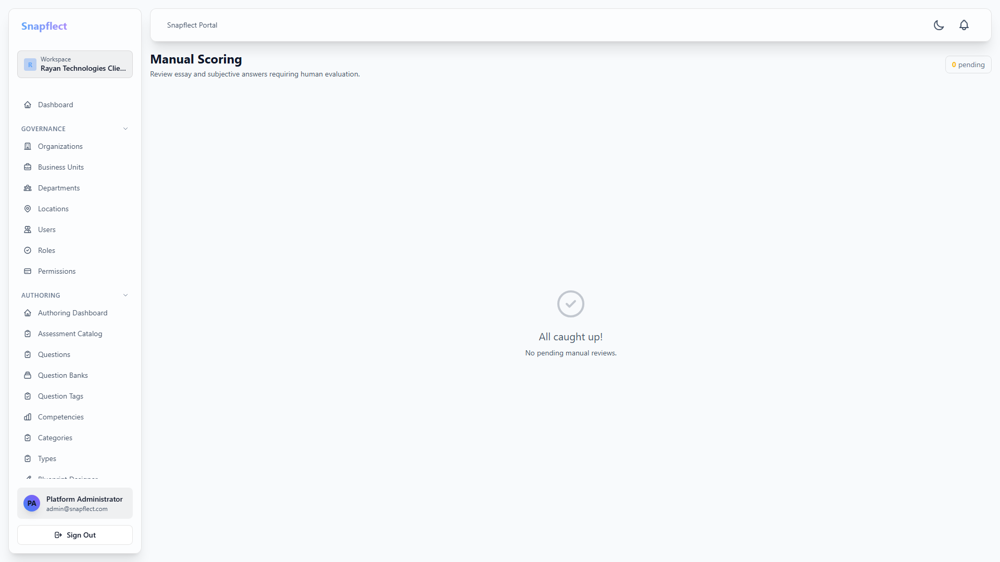 Snapflect
R
Workspace
Rayan Technologies Clie...
Dashboard
GOVERNANCE
Organizations
Business Units
Departments
Locations
Users
Roles
Permissions
AUTHORING
Authoring Dashboard
Assessment Catalog
Questions
Question Banks
Question Tags
Competencies
Categories
Types
Blueprint Designer
PA
Platform Administrator
admin@snapflect.com
Sign Out
Snapflect Portal
Manual Scoring
Review essay and subjective answers requiring human evaluation.
0 pending
All caught up!
No pending manual reviews.